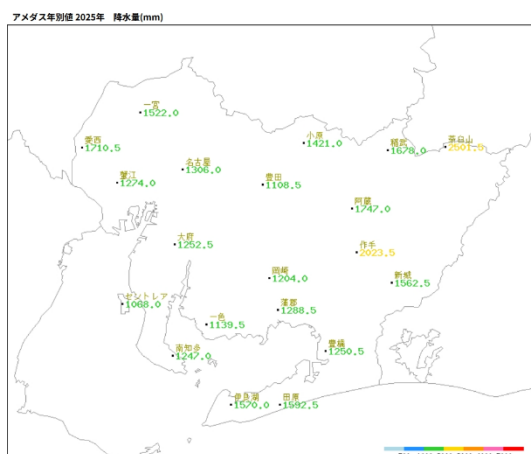 アメダス年別値 2025年 降水量(mm)
一宮
1522.0
愛西
1710.5
小原
1421.0
稲武
1678.0
茶臼山
2501.5
名古屋
1306.0
蟹江
1274.0
豊田
1108.5
阿蔵
1747.0
大府
1252.5
作手
2023.5
岡崎
1204.0
新城
1562.5
セントレア
1068.0
蒲郡
1288.5
一色
1139.5
南知多
1247.0
豊橋
1250.5
伊良湖
1570.0
田原
1592.5